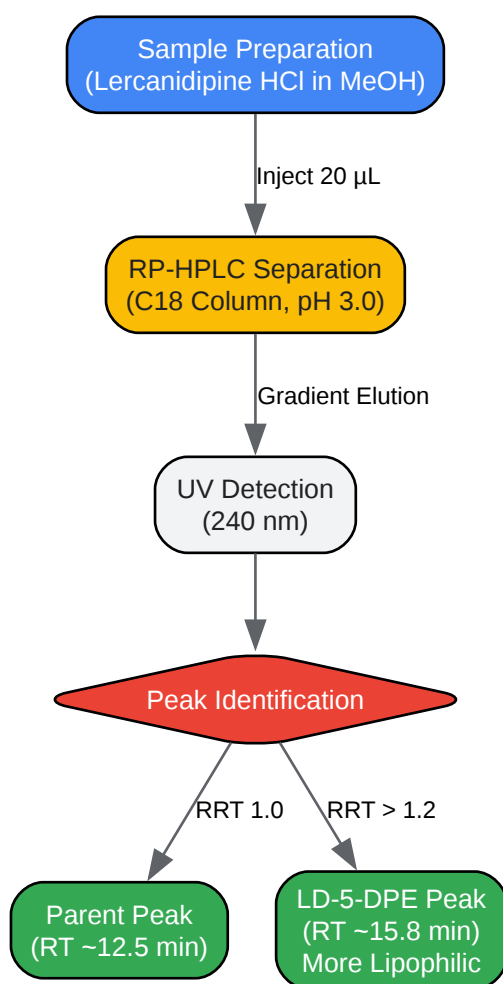 Sample Preparation
(Lercanidipine HCl in MeOH)
Inject 20 µL
RP-HPLC Separation
(C18 Column, pH 3.0)
Gradient Elution
UV Detection
(240 nm)
Peak Identification
RRT 1.0
RRT > 1.2
Parent Peak
(RT ~12.5 min)
LD-5-DPE Peak
(RT ~15.8 min)
More Lipophilic